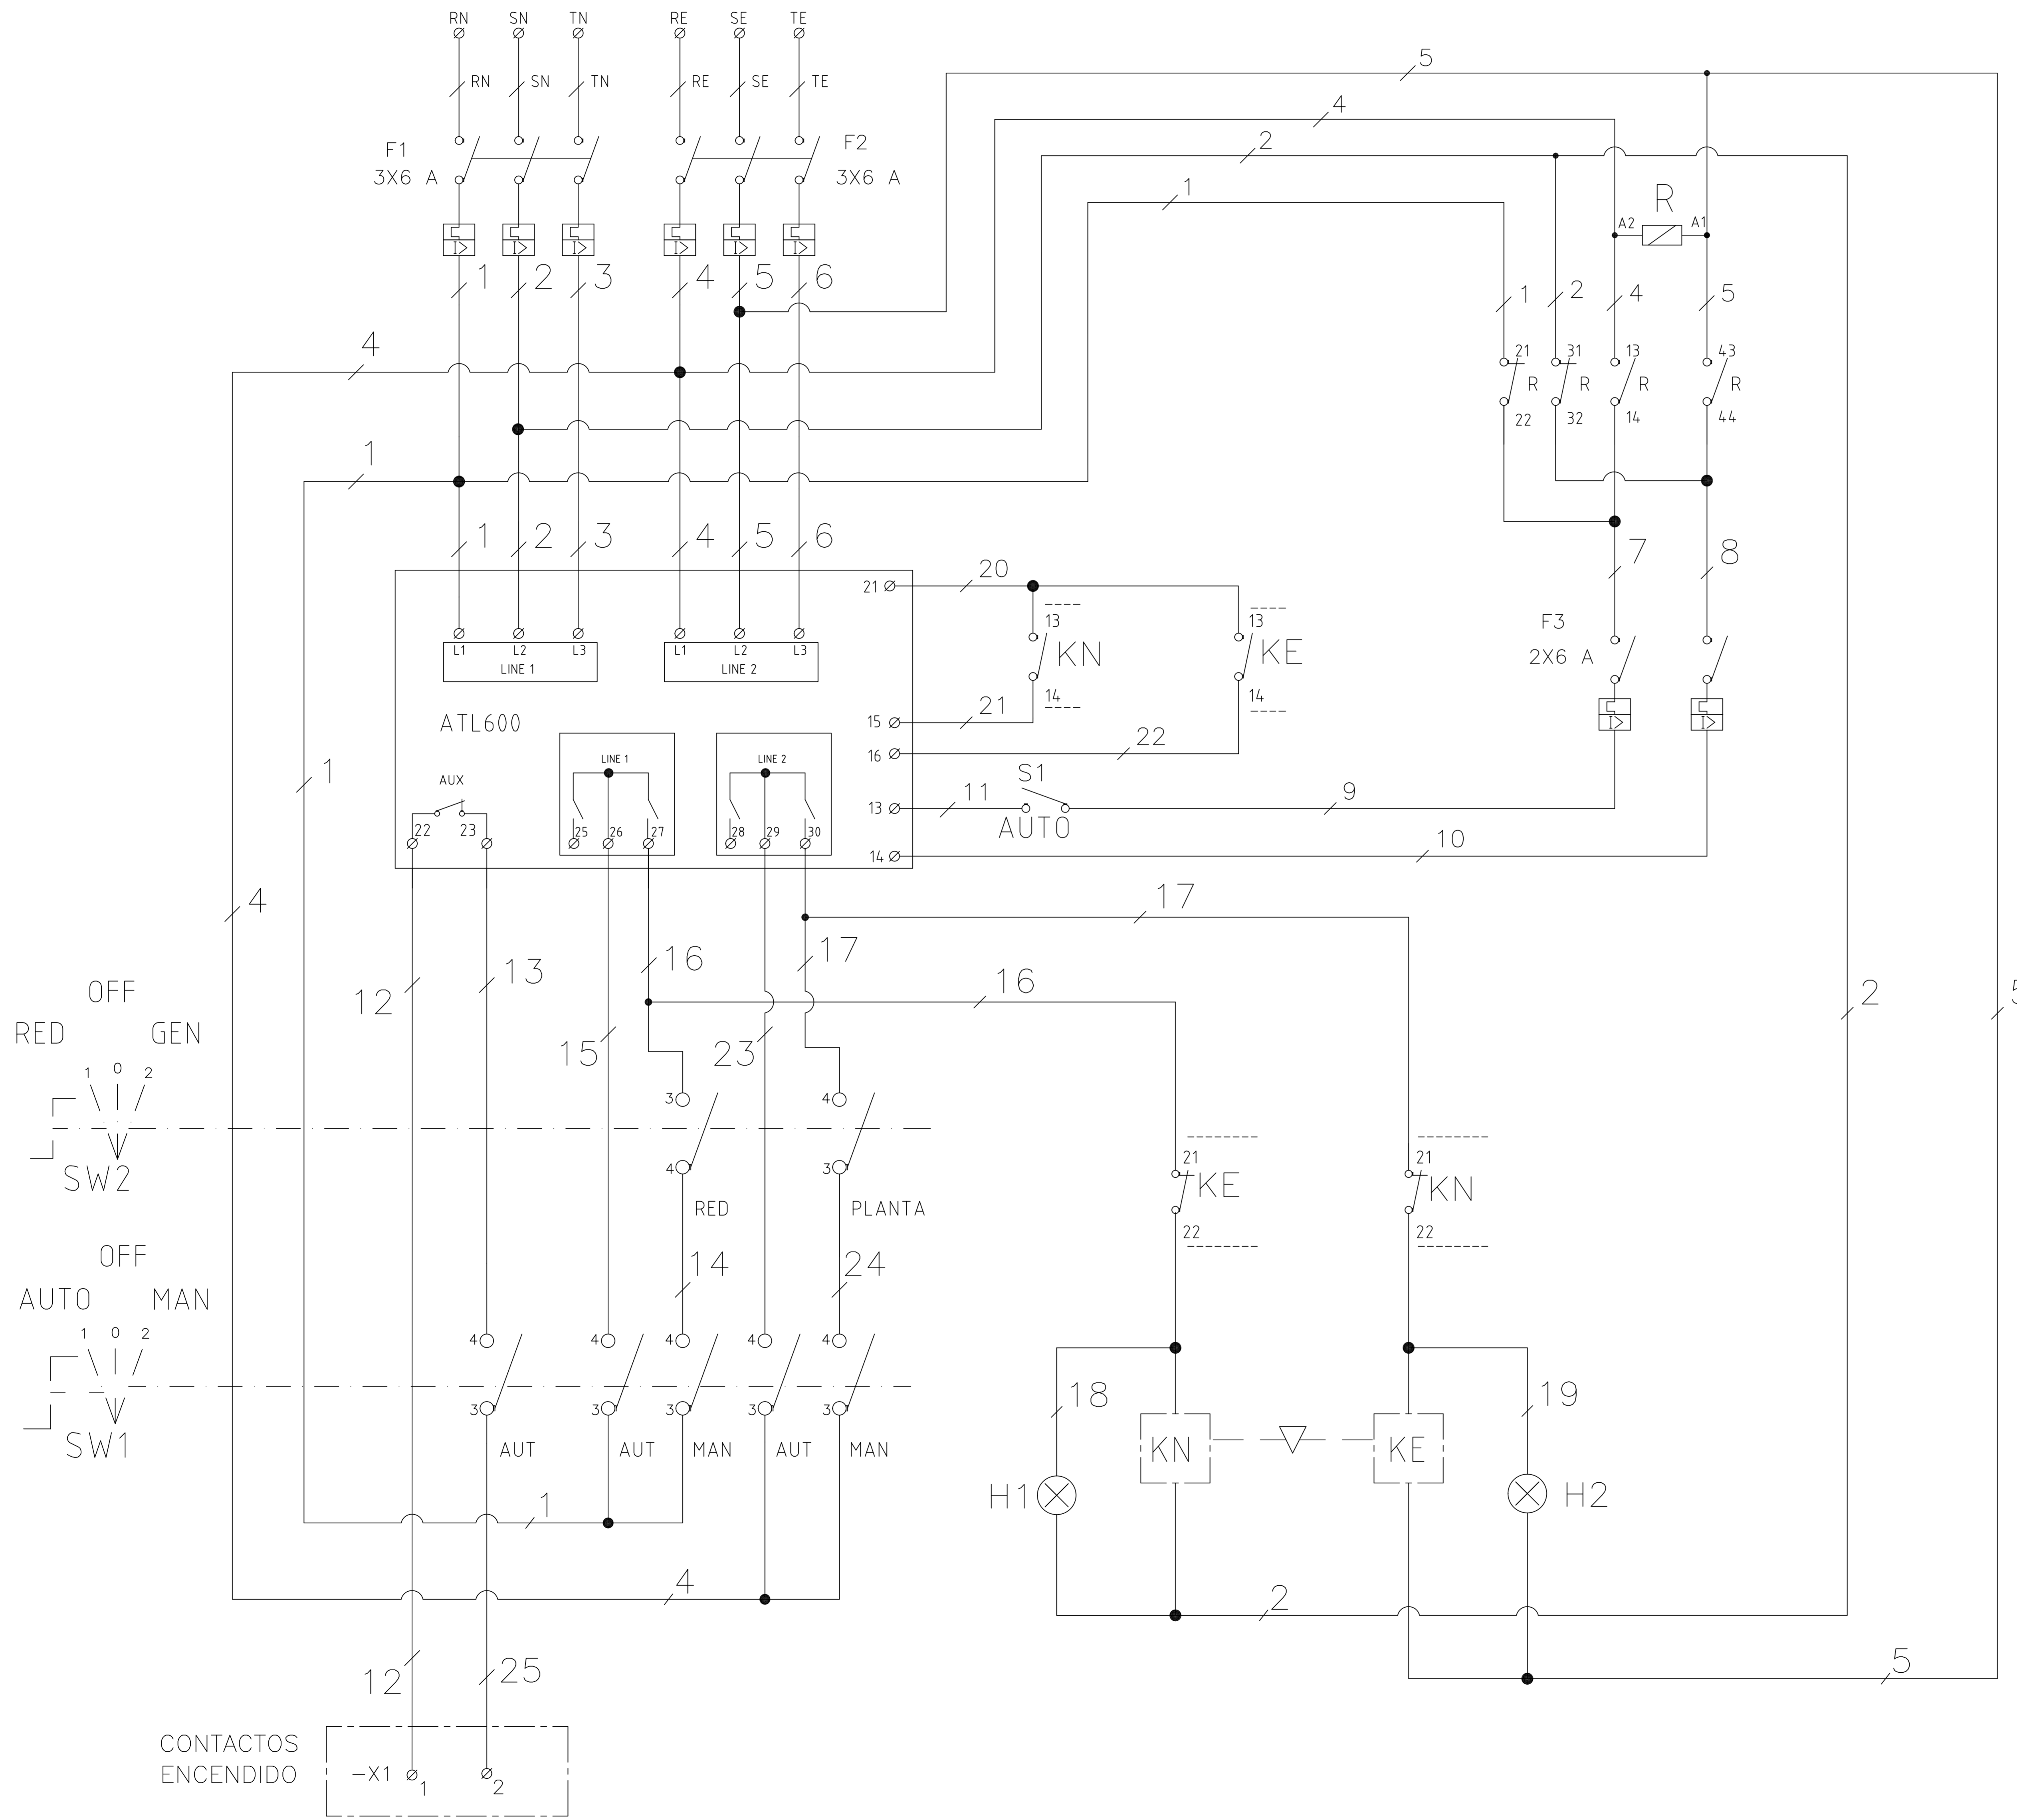 RN SN TN RE SE TE
RN SN TN RE SE TE
5
4
2
1
F1
3X6 A
F2
3X6 A
R
A2 A1
1 2 3 4 5 6
1 2 4 5
4
21 31 13 43
R R R R
22 32 14 44
1
1 2 3 4 5 6
7 8
21 20
13 13
KN KE
14 14
F3
2X6 A
L1 L2 L3 L1 L2 L3
LINE 1 LINE 2
ATL600
15 21
16 22
LINE 1 LINE 2
AUX
1
S1
13 11 9
AUTO
22 23 25 26 27 28 29 30
14 10
4
17
16 17
12 13
16
2 5
OFF
RED GEN
1 0 2
15 23
3 4
SW2
4 3
RED PLANTA
21 21
KE KN
22 22
OFF
AUTO MAN
1 0 2
14 24
4 4 4 4 4
SW1
3 3 3 3 3
AUT AUT MAN AUT MAN
18 19
KN KE
H1 H2
1
4
2
12 25
5
CONTACTOS
ENCENDIDO
-X1 1 2